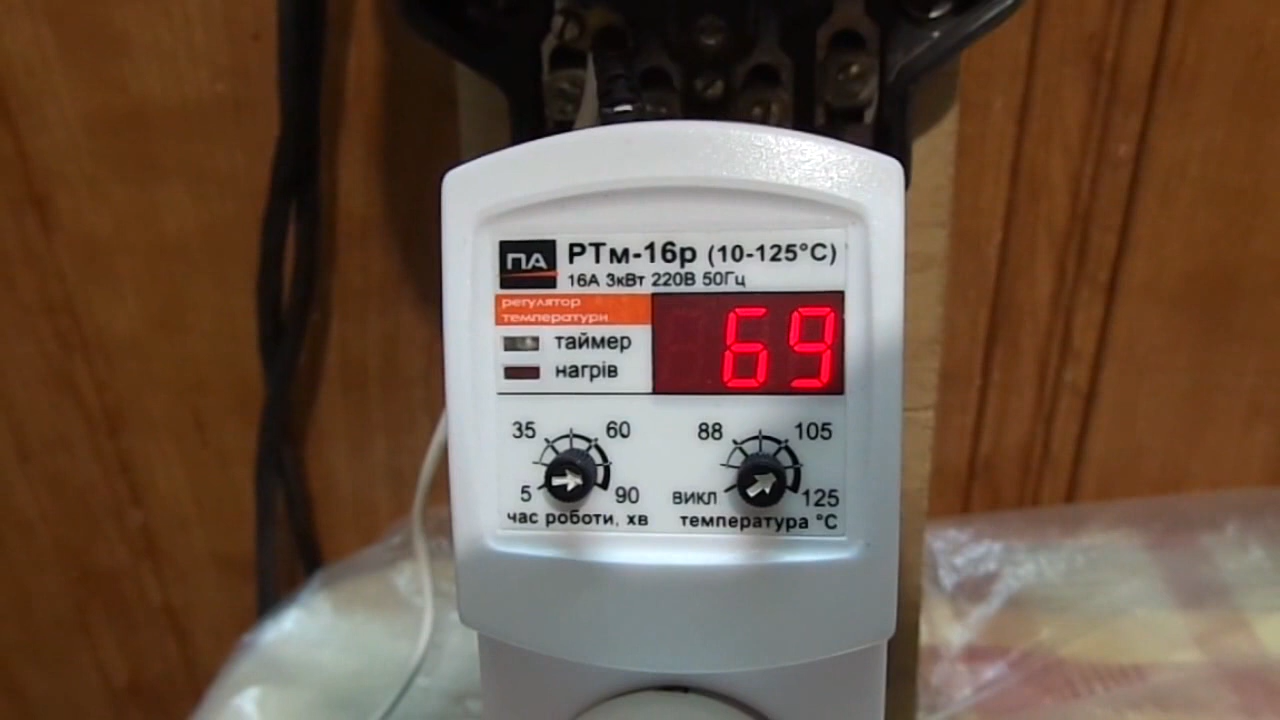 ПА РТм-16р (10-125°C)
16А 3кВт 220В 50Гц
регулятор
температури
69
таймер
нагрів
35 60
5 90
час роботи, хв
88 105
викл 125
температура °C